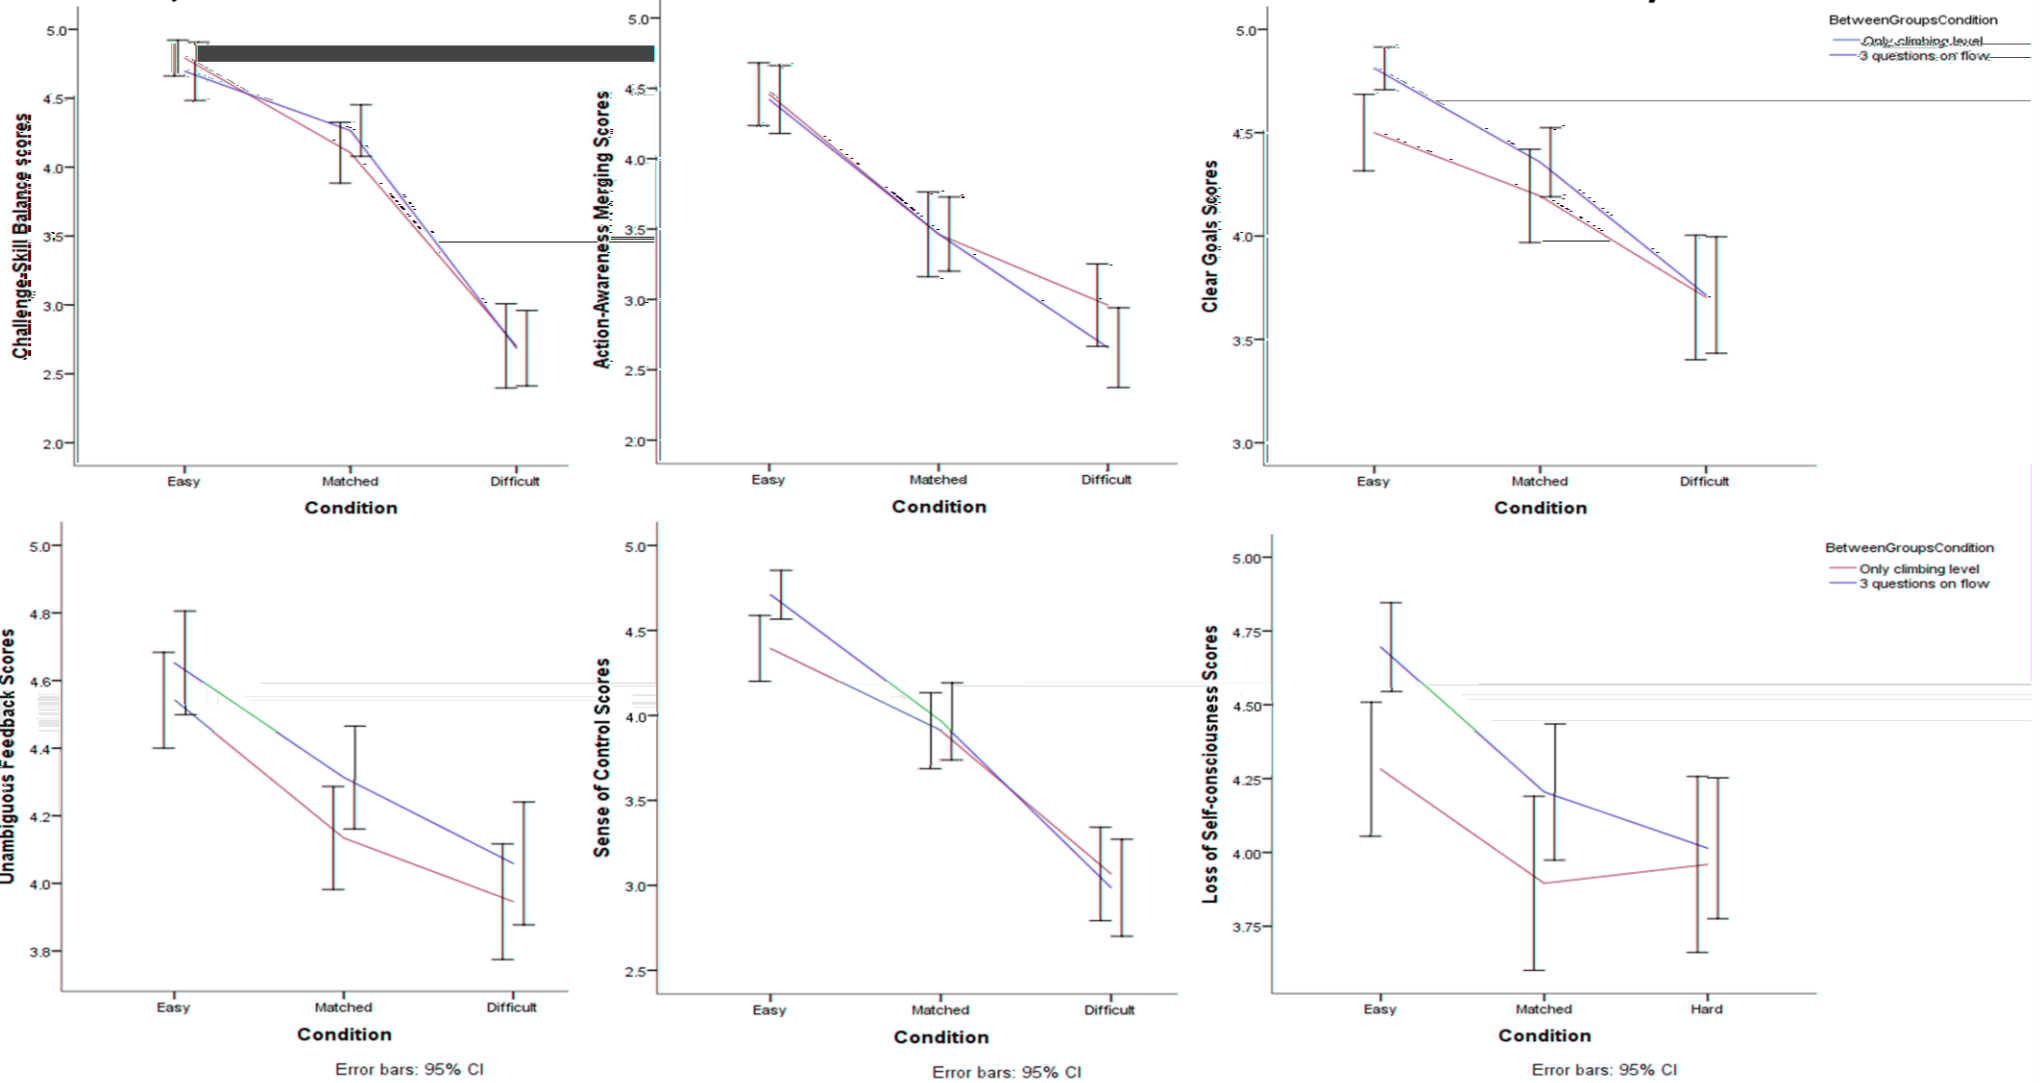 BetweenGroupsCondition
Only climbing level
3 questions on flow
Challenge-Skill Balance scores
5.0
4.5
4.0
3.5
3.0
2.5
2.0
Easy Matched Difficult
Condition
Action-Awareness Merging Scores
5.0
4.5
4.0
3.5
3.0
2.5
2.0
Easy Matched Difficult
Condition
Clear Goals Scores
5.0
4.5
4.0
3.5
3.0
Easy Matched Difficult
Condition
Unambiguous Feedback Scores
5.0
4.8
4.6
4.4
4.2
4.0
3.8
Easy Matched Difficult
Condition
Error bars: 95% CI
Sense of Control Scores
5.0
4.5
4.0
3.5
3.0
2.5
Easy Matched Difficult
Condition
Error bars: 95% CI
BetweenGroupsCondition
Only climbing level
3 questions on flow
Loss of Self-consciousness Scores
5.00
4.75
4.50
4.25
4.00
3.75
Easy Matched Hard
Condition
Error bars: 95% CI